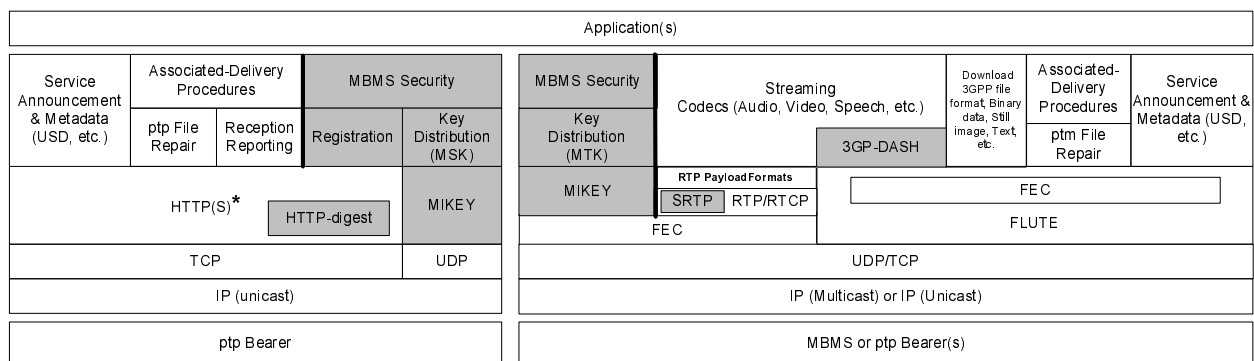 Application(s)
Service
Announcement
& Metadata
(USD, etc.)
Associated-Delivery
Procedures
ptp File
Repair
Reception
Reporting
MBMS Security
Registration
Key
Distribution
(MSK)
HTTP(S)*
HTTP-digest
MIKEY
TCP
UDP
IP (unicast)
ptp Bearer
MBMS Security
Key
Distribution
(MTK)
MIKEY
Streaming
Codecs (Audio, Video, Speech, etc.)
3GP-DASH
Download
3GPP file
format, Binary
data, Still
image, Text,
etc.
Associated-
Delivery
Procedures
ptm File
Repair
Service
Announcement &
Metadata (USD,
etc.)
RTP PayloadFormats
SRTP
RTP/RTCP
FEC
FEC
FLUTE
UDP/TCP
IP (Multicast) or IP (Unicast)
MBMS or ptp Bearer(s)